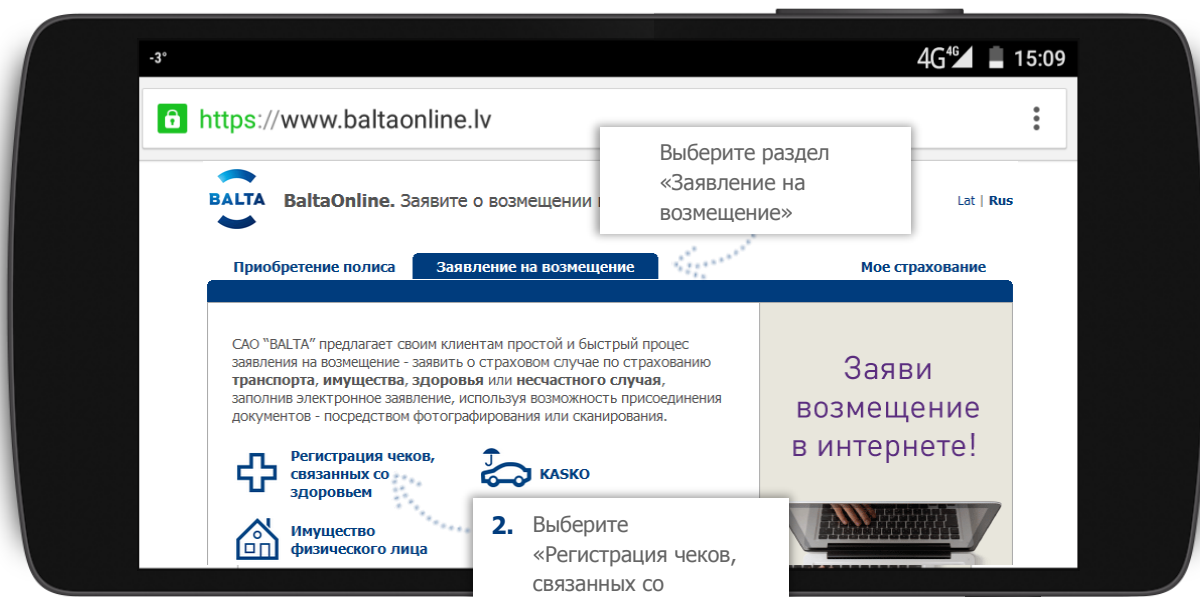 -3°
4G 4G 15:09
https://www.baltaonline.lv
Выберите раздел
«Заявление на
возмещение»
BALTA
BaltaOnline. Заявите о возмещении
Lat | Rus
Приобретение полиса
Заявление на возмещение
Мое страхование
САО “BALTA” предлагает своим клиентам простой и быстрый процес
заявления на возмещение - заявить о страховом случае по страхованию
транспорта, имущества, здоровья или несчастного случая,
заполнив электронное заявление, используя возможность присоединения
документов - посредством фотографирования или сканирования.
Регистрация чеков,
связанных со
здоровьем
KASKO
Имущество
физического лица
Заяви
возмещение
в интернете!
2. Выберите
«Регистрация чеков,
связанных со